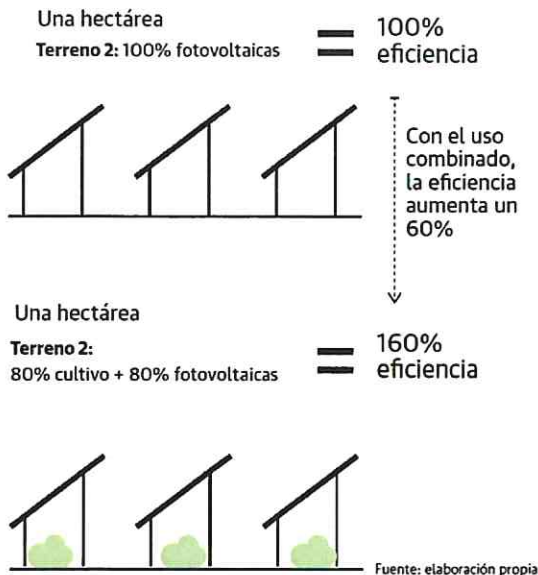 Una hectárea
Terreno 2: 100% fotovoltaicas
100%
eficiencia
Con el uso
combinado,
la eficiencia
aumenta un
60%
Una hectárea
Terreno 2:
80% cultivo + 80% fotovoltaicas
160%
eficiencia
Fuente: elaboración propia